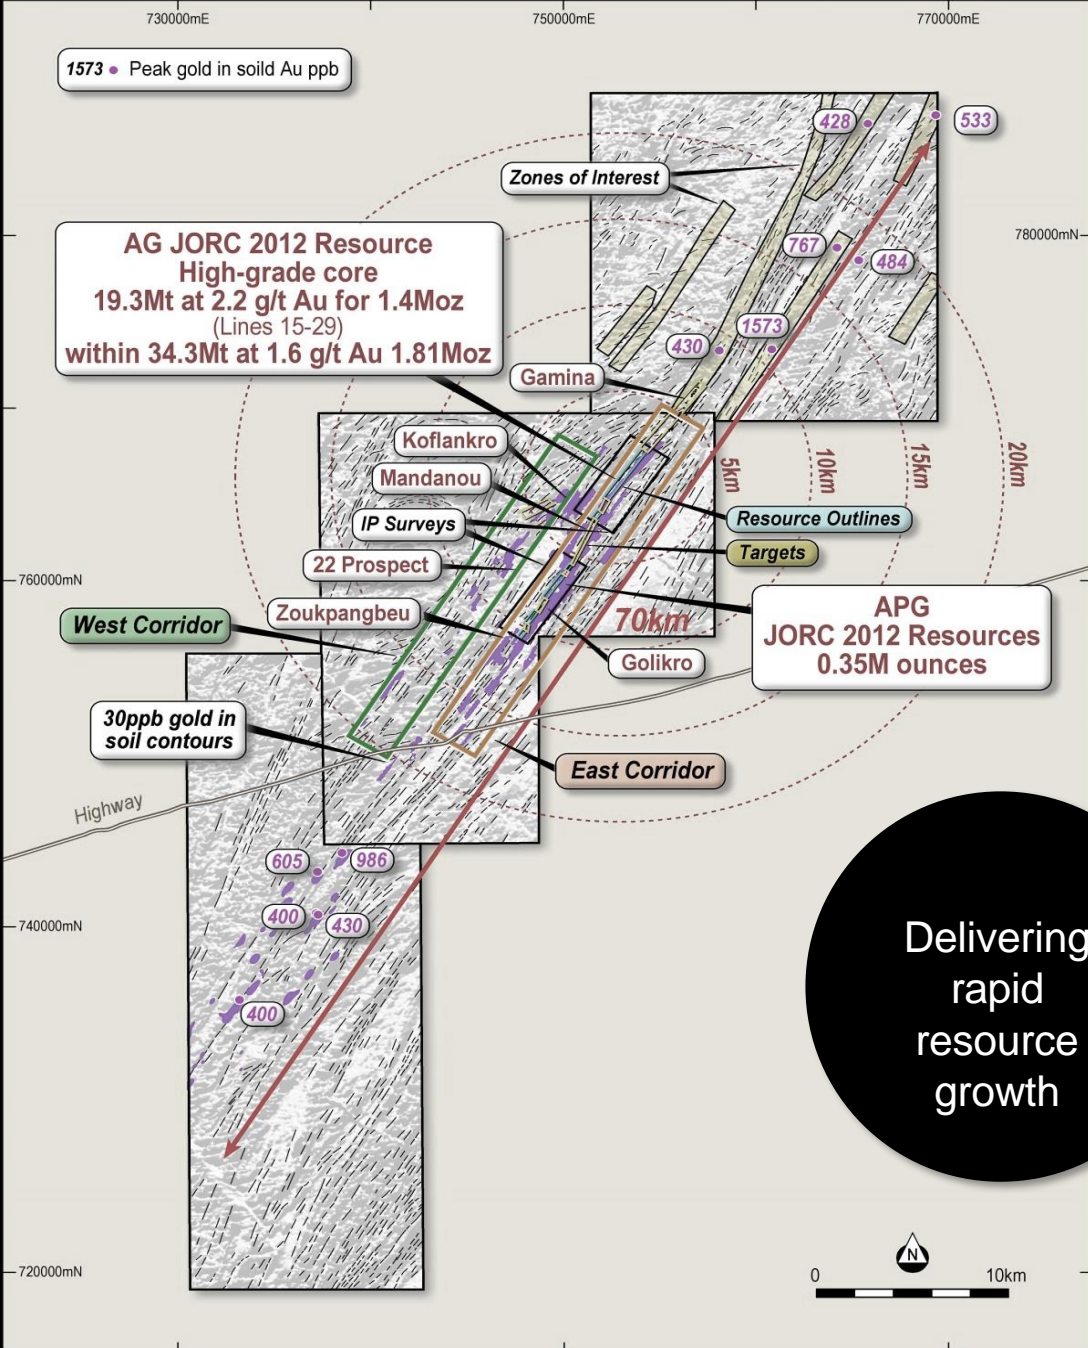 730000mE
750000mE
770000mE
1573 Peak gold in soild Au ppb
428
533
Zones of Interest
780000mN
AG JORC 2012 Resource
High-grade core
19.3Mt at 2.2 g/t Au for 1.4Moz
(Lines 15-29)
within 34.3Mt at 1.6 g/t Au 1.81Moz
767
484
1573
430
Gamina
Koflankro
Mandanou
IP Surveys
22 Prospect
Zoukpangbeu
5km
10km
15km
20km
Resource Outlines
Targets
760000mN
West Corridor
70km
APG
JORC 2012 Resources
0.35M ounces
Golikro
30ppb gold in
soil contours
East Corridor
Highway
605
986
400
430
740000mN
400
Delivering
rapid
resource
growth
720000mN
N
0
10km